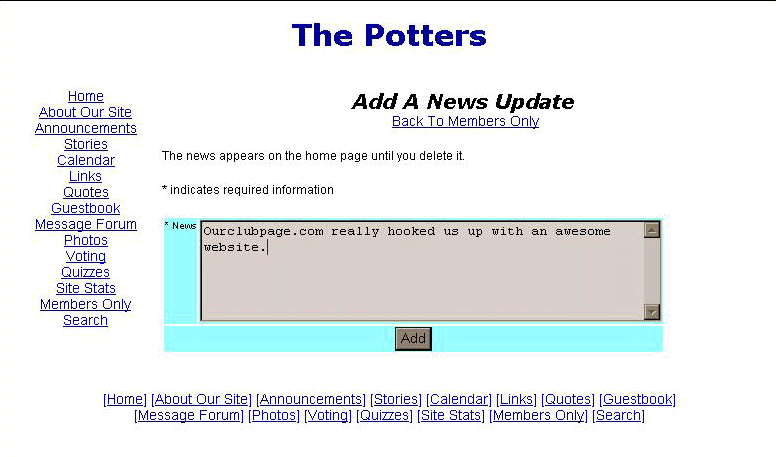 The Potters
Home
About Our Site
Announcements
Stories
Calendar
Links
Quotes
Guestbook
Message Forum
Photos
Voting
Quizzes
Site Stats
Members Only
Search
Add A News Update
Back To Members Only
The news appears on the home page until you delete it.
* indicates required information
* News
Ourclubpage.com really hooked us up with an awesome
website.
Add
[Home] [About Our Site] [Announcements] [Stories] [Calendar] [Links] [Quotes] [Guestbook]
[Message Forum] [Photos] [Voting] [Quizzes] [Site Stats] [Members Only] [Search]